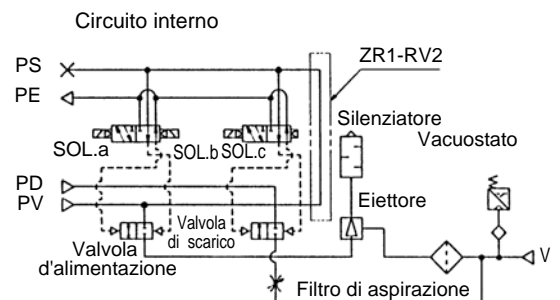 Circuito interno
PS
ZR1-RV2
PE
Silenziatore
Vacuostato
SOL.a
SOL.b
SOL.c
PD
PV
Eiettore
Valvola
di scarico
Valvola
d'alimentazione
V
Filtro di aspirazione